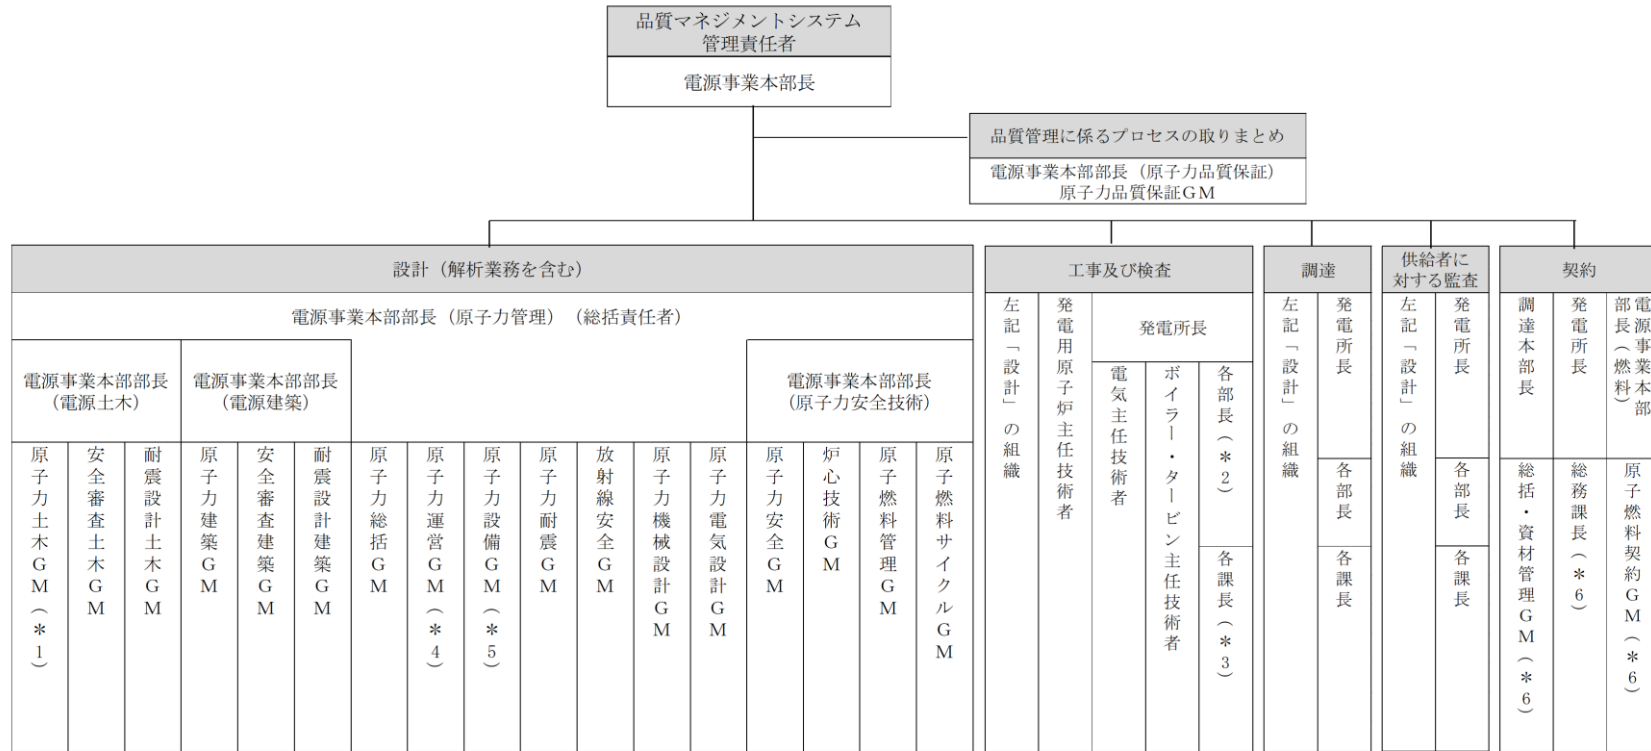 品質マネジメントシステム
管理責任者
電源事業本部長
品質管理に係るプロセスの取りまとめ
電源事業本部部長（原子力品質保証）
原子力品質保証ＧＭ
設計（解析業務を含む）
電源事業本部部長（原子力管理）（総括責任者）
電源事業本部部長
（電源土木）
電源事業本部部長
（電源建築）
電源事業本部部長
（原子力安全技術）
原子力土木ＧＭ（＊１）
安全審査土木ＧＭ
耐震設計土木ＧＭ
原子力建築ＧＭ
安全審査建築ＧＭ
耐震設計建築ＧＭ
原子力総括ＧＭ
原子力運営ＧＭ（＊４）
原子力設備ＧＭ（＊５）
原子力耐震ＧＭ
放射線安全ＧＭ
原子力機械設計ＧＭ
原子力電気設計ＧＭ
原子力安全ＧＭ
炉心技術ＧＭ
原子燃料管理ＧＭ
原子燃料サイクルＧＭ
工事及び検査
左記「設計」の組織
発電用原子炉主任技術者
発電所長
電気主任技術者
ボイラー・タービン主任技術者
各部長（＊２）
各課長（＊３）
調達
左記「設計」の組織
発電所長
各部長
各課長
供給者に
対する監査
左記「設計」の組織
発電所長
各部長
各課長
契約
調達本部長
総括・資材管理ＧＭ（＊６）
発電所長
総務課長（＊６）
電源事業本部
部長（燃料）
原子燃料契約ＧＭ（＊６）